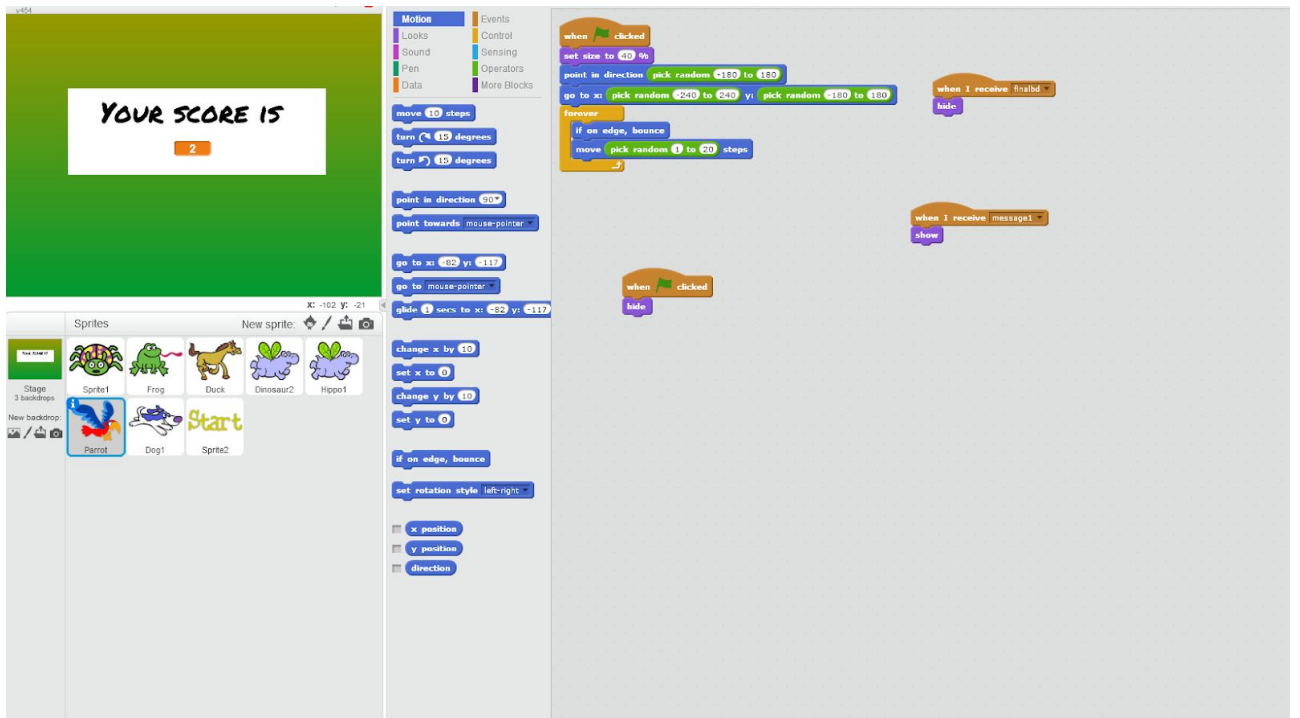 v454
YOUR SCORE IS
2
X: -102 Y: -21
Sprites
New sprite:
Stage
3 backdrops
New backdrop:
Sprite1
Frog
Duck
Dinosaur2
Hippo1
Parrot
Dog1
Start
Sprite2
Motion
Events
Looks
Control
Sound
Sensing
Pen
Operators
Data
More Blocks
move 10 steps
turn 15 degrees
turn 15 degrees
point in direction 90
point towards mouse-pointer
go to x: -82 y: -117
go to mouse-pointer
glide 1 secs to x: -82 y: -117
change x by 10
set x to 0
change y by 10
set y to 0
if on edge, bounce
set rotation style left-right
x position
y position
direction
when clicked
set size to 40 %
point in direction pick random -180 to 180
go to x: pick random -240 to 240 y: pick random -180 to 180
forever
if on edge, bounce
move pick random 1 to 20 steps
when I receive finalbd
hide
when I receive message1
show
when clicked
hide